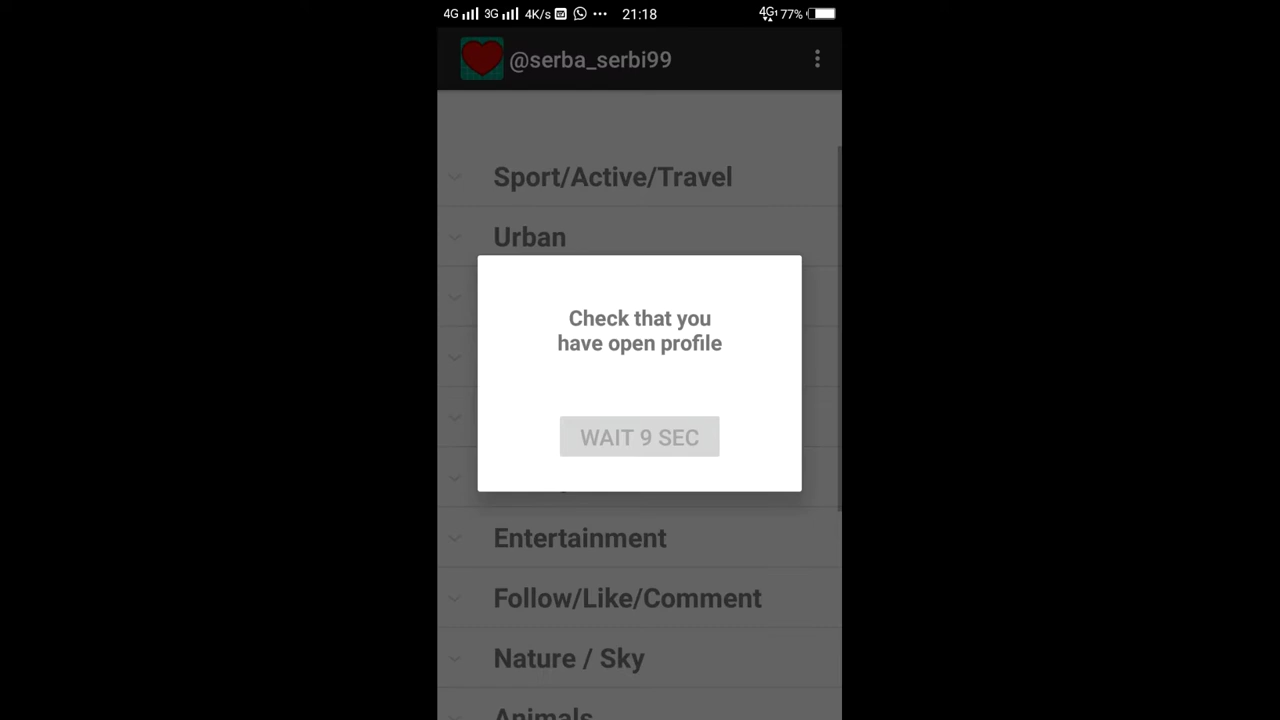 4G 3G 4K/s 21:18 4G 77%
@serba_serbi99
Sport/Active/Travel
Urban
Check that you
have open profile
WAIT 9 SEC
Entertainment
Follow/Like/Comment
Nature / Sky
Animals